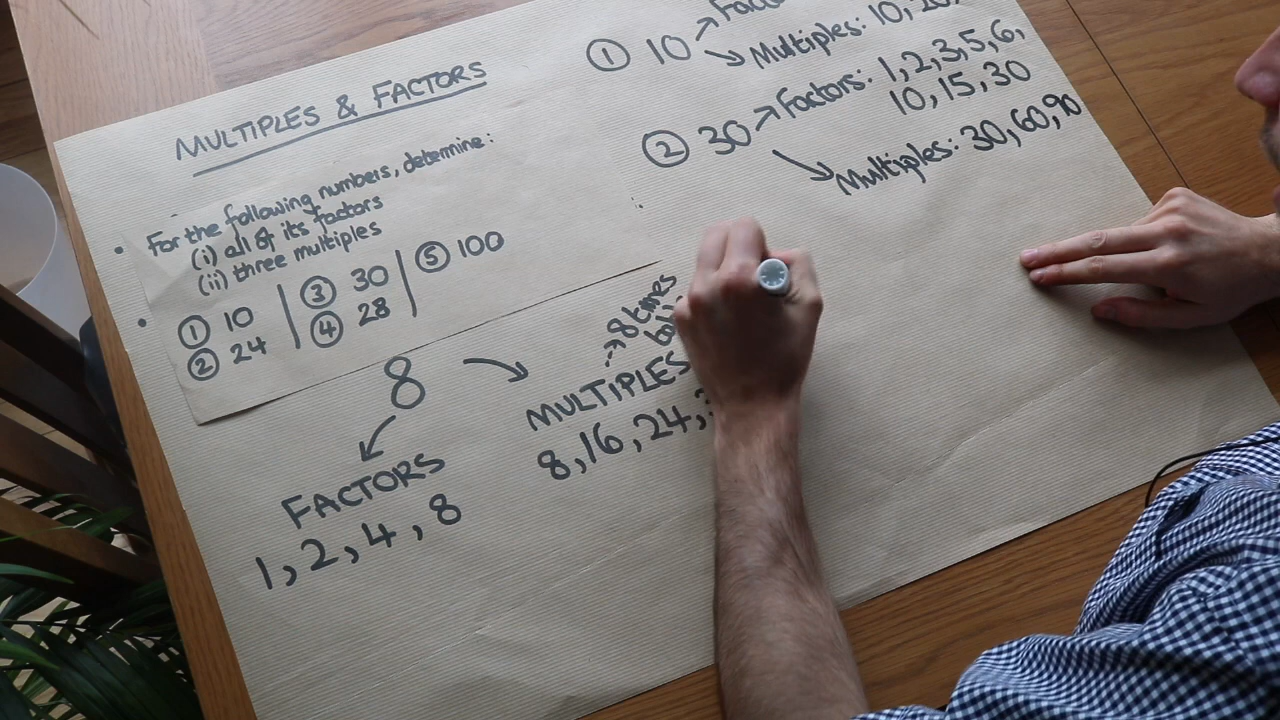 MULTIPLES & FACTORS
• For the following numbers, determine:
(i) all of its factors
(ii) three multiples
① 10
② 24
③ 30
④ 28
⑤ 100
8
FACTORS
1, 2, 4, 8
→ 8 times
MULTIPLES
8, 16, 24,
① 10
Multiples: 10,
② 30
Factors: 1, 2, 3, 5, 6,
10, 15, 30
Multiples: 30, 60, 90